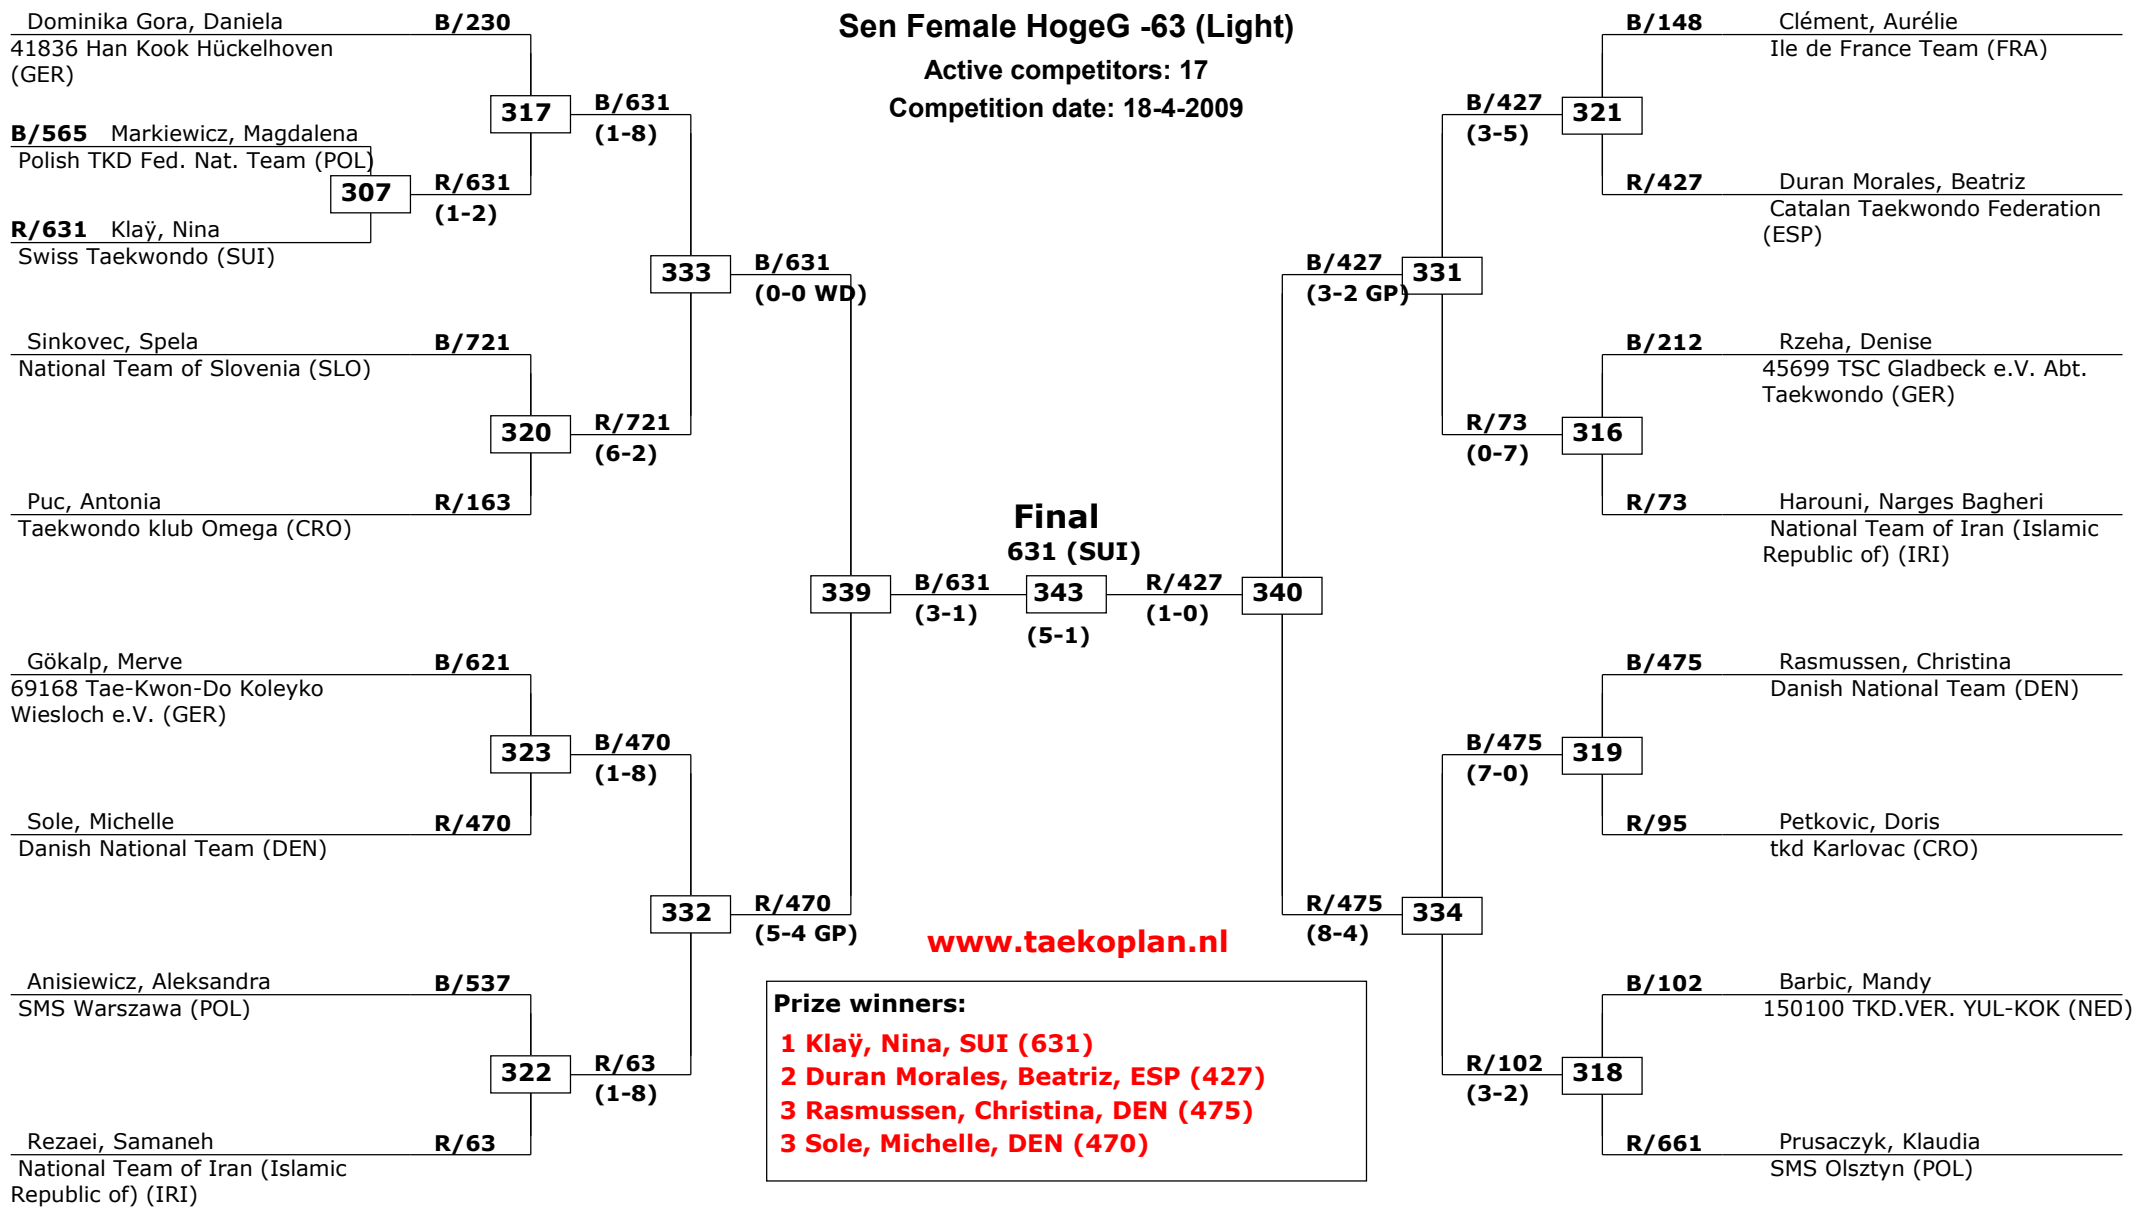 Sen Female HogeG -63 (Light)
Active competitors: 17
Competition date: 18-4-2009
Dominika Gora, Daniela B/230
41836 Han Kook Hückelhoven
(GER)
317
B/631
(1-8)
B/565 Markiewicz, Magdalena
Polish TKD Fed. Nat. Team (POL)
307
R/631
(1-2)
R/631 Klaÿ, Nina
Swiss Taekwondo (SUI)
333
B/631
(0-0 WD)
Sinkovec, Spela B/721
National Team of Slovenia (SLO)
320
R/721
(6-2)
Puc, Antonia R/163
Taekwondo klub Omega (CRO)
339
B/631
(3-1)
Gökalp, Merve B/621
69168 Tae-Kwon-Do Koleyko
Wiesloch e.V. (GER)
323
B/470
(1-8)
Sole, Michelle R/470
Danish National Team (DEN)
332
R/470
(5-4 GP)
Anisiewicz, Aleksandra B/537
SMS Warszawa (POL)
322
R/63
(1-8)
Rezaei, Samaneh R/63
National Team of Iran (Islamic
Republic of) (IRI)
Final
631 (SUI)
343
(5-1)
B/148 Clément, Aurélie
Ile de France Team (FRA)
B/427
(3-5)
321
R/427 Duran Morales, Beatriz
Catalan Taekwondo Federation
(ESP)
B/427
(3-2 GP)
331
B/212 Rzeha, Denise
45699 TSC Gladbeck e.V. Abt.
Taekwondo (GER)
R/73
(0-7)
316
R/73 Harouni, Narges Bagheri
National Team of Iran (Islamic
Republic of) (IRI)
R/427
(1-0)
340
B/475 Rasmussen, Christina
Danish National Team (DEN)
B/475
(7-0)
319
R/95 Petkovic, Doris
tkd Karlovac (CRO)
R/475
(8-4)
334
B/102 Barbic, Mandy
150100 TKD.VER. YUL-KOK (NED)
R/102
(3-2)
318
R/661 Prusaczyk, Klaudia
SMS Olsztyn (POL)
www.taekoplan.nl
Prize winners:
1 Klaÿ, Nina, SUI (631)
2 Duran Morales, Beatriz, ESP (427)
3 Rasmussen, Christina, DEN (475)
3 Sole, Michelle, DEN (470)